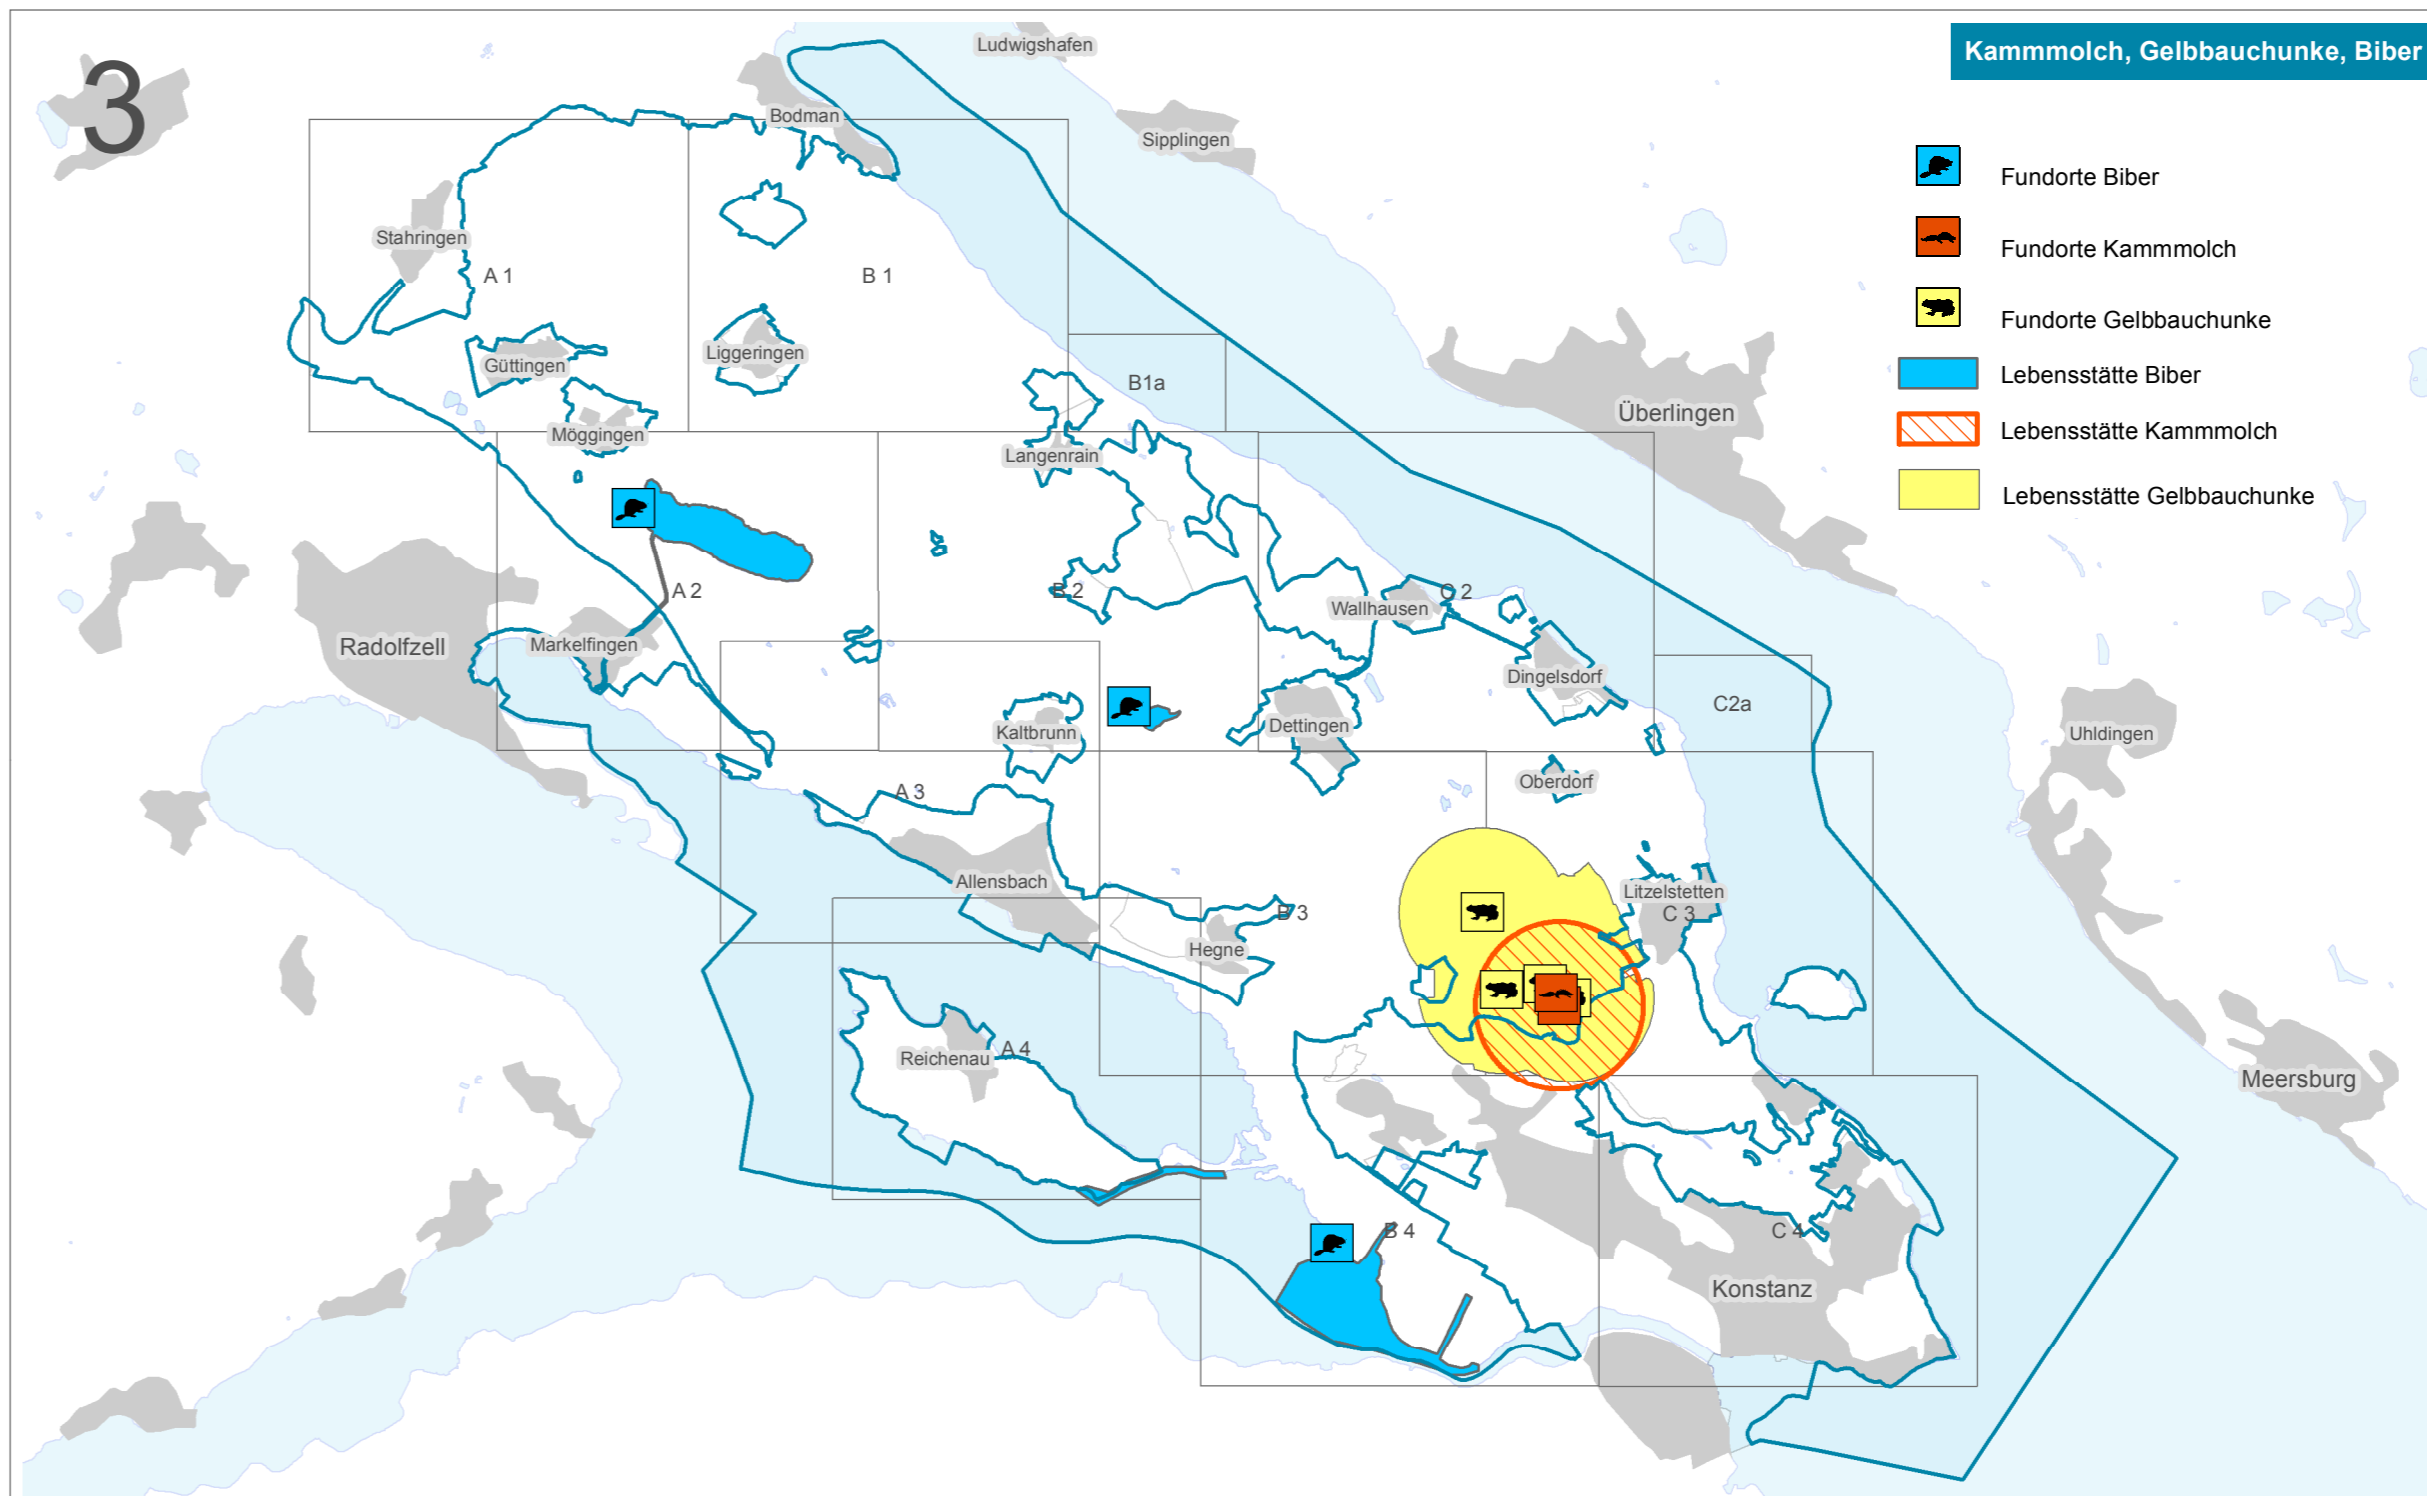 3
Kammmolch, Gelbbauchunke, Biber
Fundorte Biber
Fundorte Kammmolch
Fundorte Gelbbauchunke
Lebensstätte Biber
Lebensstätte Kammmolch
Lebensstätte Gelbbauchunke
Ludwigshafen
Bodman
Sipplingen
Stahringen
A 1
B 1
Güttingen
Liggeringen
B1a
Überlingen
Möggingen
Langenrain
A 2
B 2
C 2
Wallhausen
Radolfzell
Markelfingen
Dingelsdorf
C2a
Kaltbrunn
Dettingen
Uhldingen
Oberdorf
A 3
Allensbach
Litzelstetten
B 3
C 3
Hegne
Reichenau
A 4
Meersburg
B 4
C 4
Konstanz